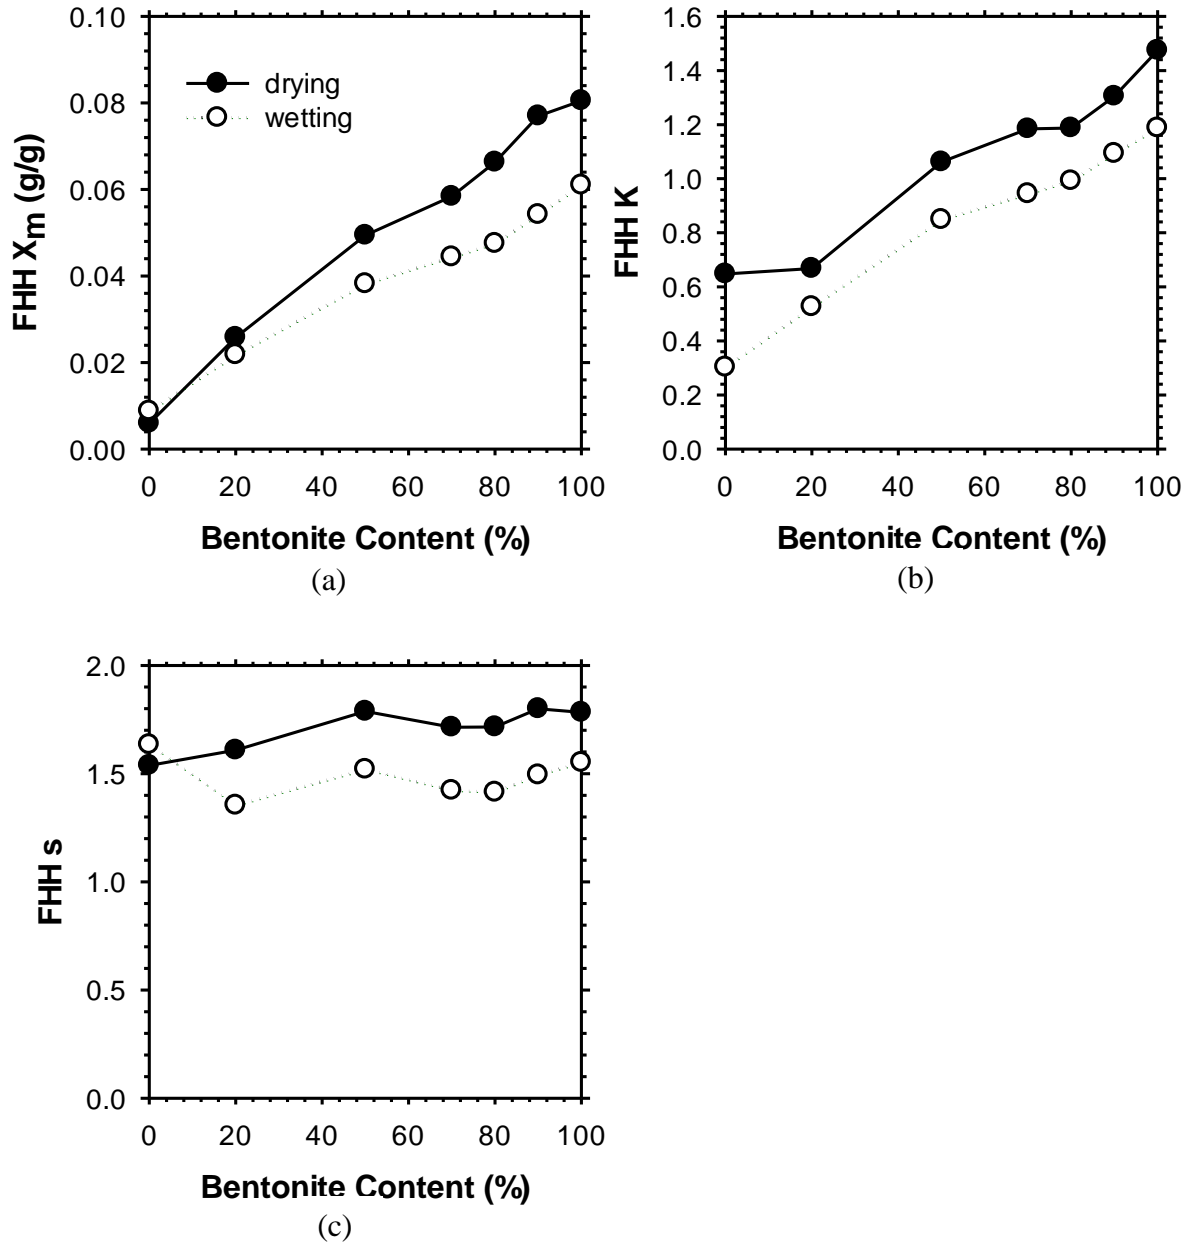 0.10
0.08
0.06
0.04
0.02
0.00
FHH Xm (g/g)
drying
wetting
0 20 40 60 80 100
Bentonite Content (%)
(a)
1.6
1.4
1.2
1.0
0.8
0.6
0.4
0.2
0.0
FHH K
0 20 40 60 80 100
Bentonite Content (%)
(b)
2.0
1.5
1.0
0.5
0.0
FHH s
0 20 40 60 80 100
Bentonite Content (%)
(c)